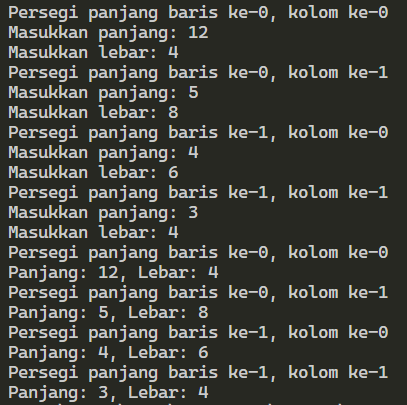 Persegi panjang baris ke-0, kolom ke-0
Masukkan panjang: 12
Masukkan lebar: 4
Persegi panjang baris ke-0, kolom ke-1
Masukkan panjang: 5
Masukkan lebar: 8
Persegi panjang baris ke-1, kolom ke-0
Masukkan panjang: 4
Masukkan lebar: 6
Persegi panjang baris ke-1, kolom ke-1
Masukkan panjang: 3
Masukkan lebar: 4
Persegi panjang baris ke-0, kolom ke-0
Panjang: 12, Lebar: 4
Persegi panjang baris ke-0, kolom ke-1
Panjang: 5, Lebar: 8
Persegi panjang baris ke-1, kolom ke-0
Panjang: 4, Lebar: 6
Persegi panjang baris ke-1, kolom ke-1
Panjang: 3, Lebar: 4